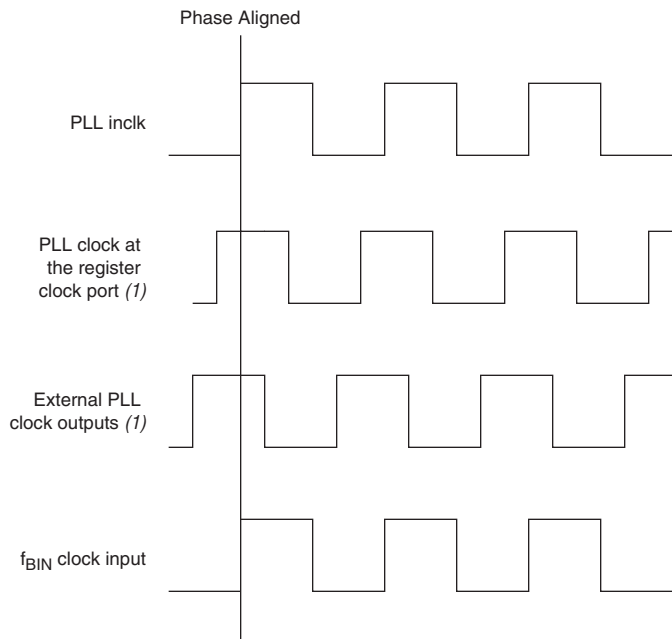 Phase Aligned
PLL inclk
PLL clock at
the register
clock port (1)
External PLL
clock outputs (1)
fBIN clock input